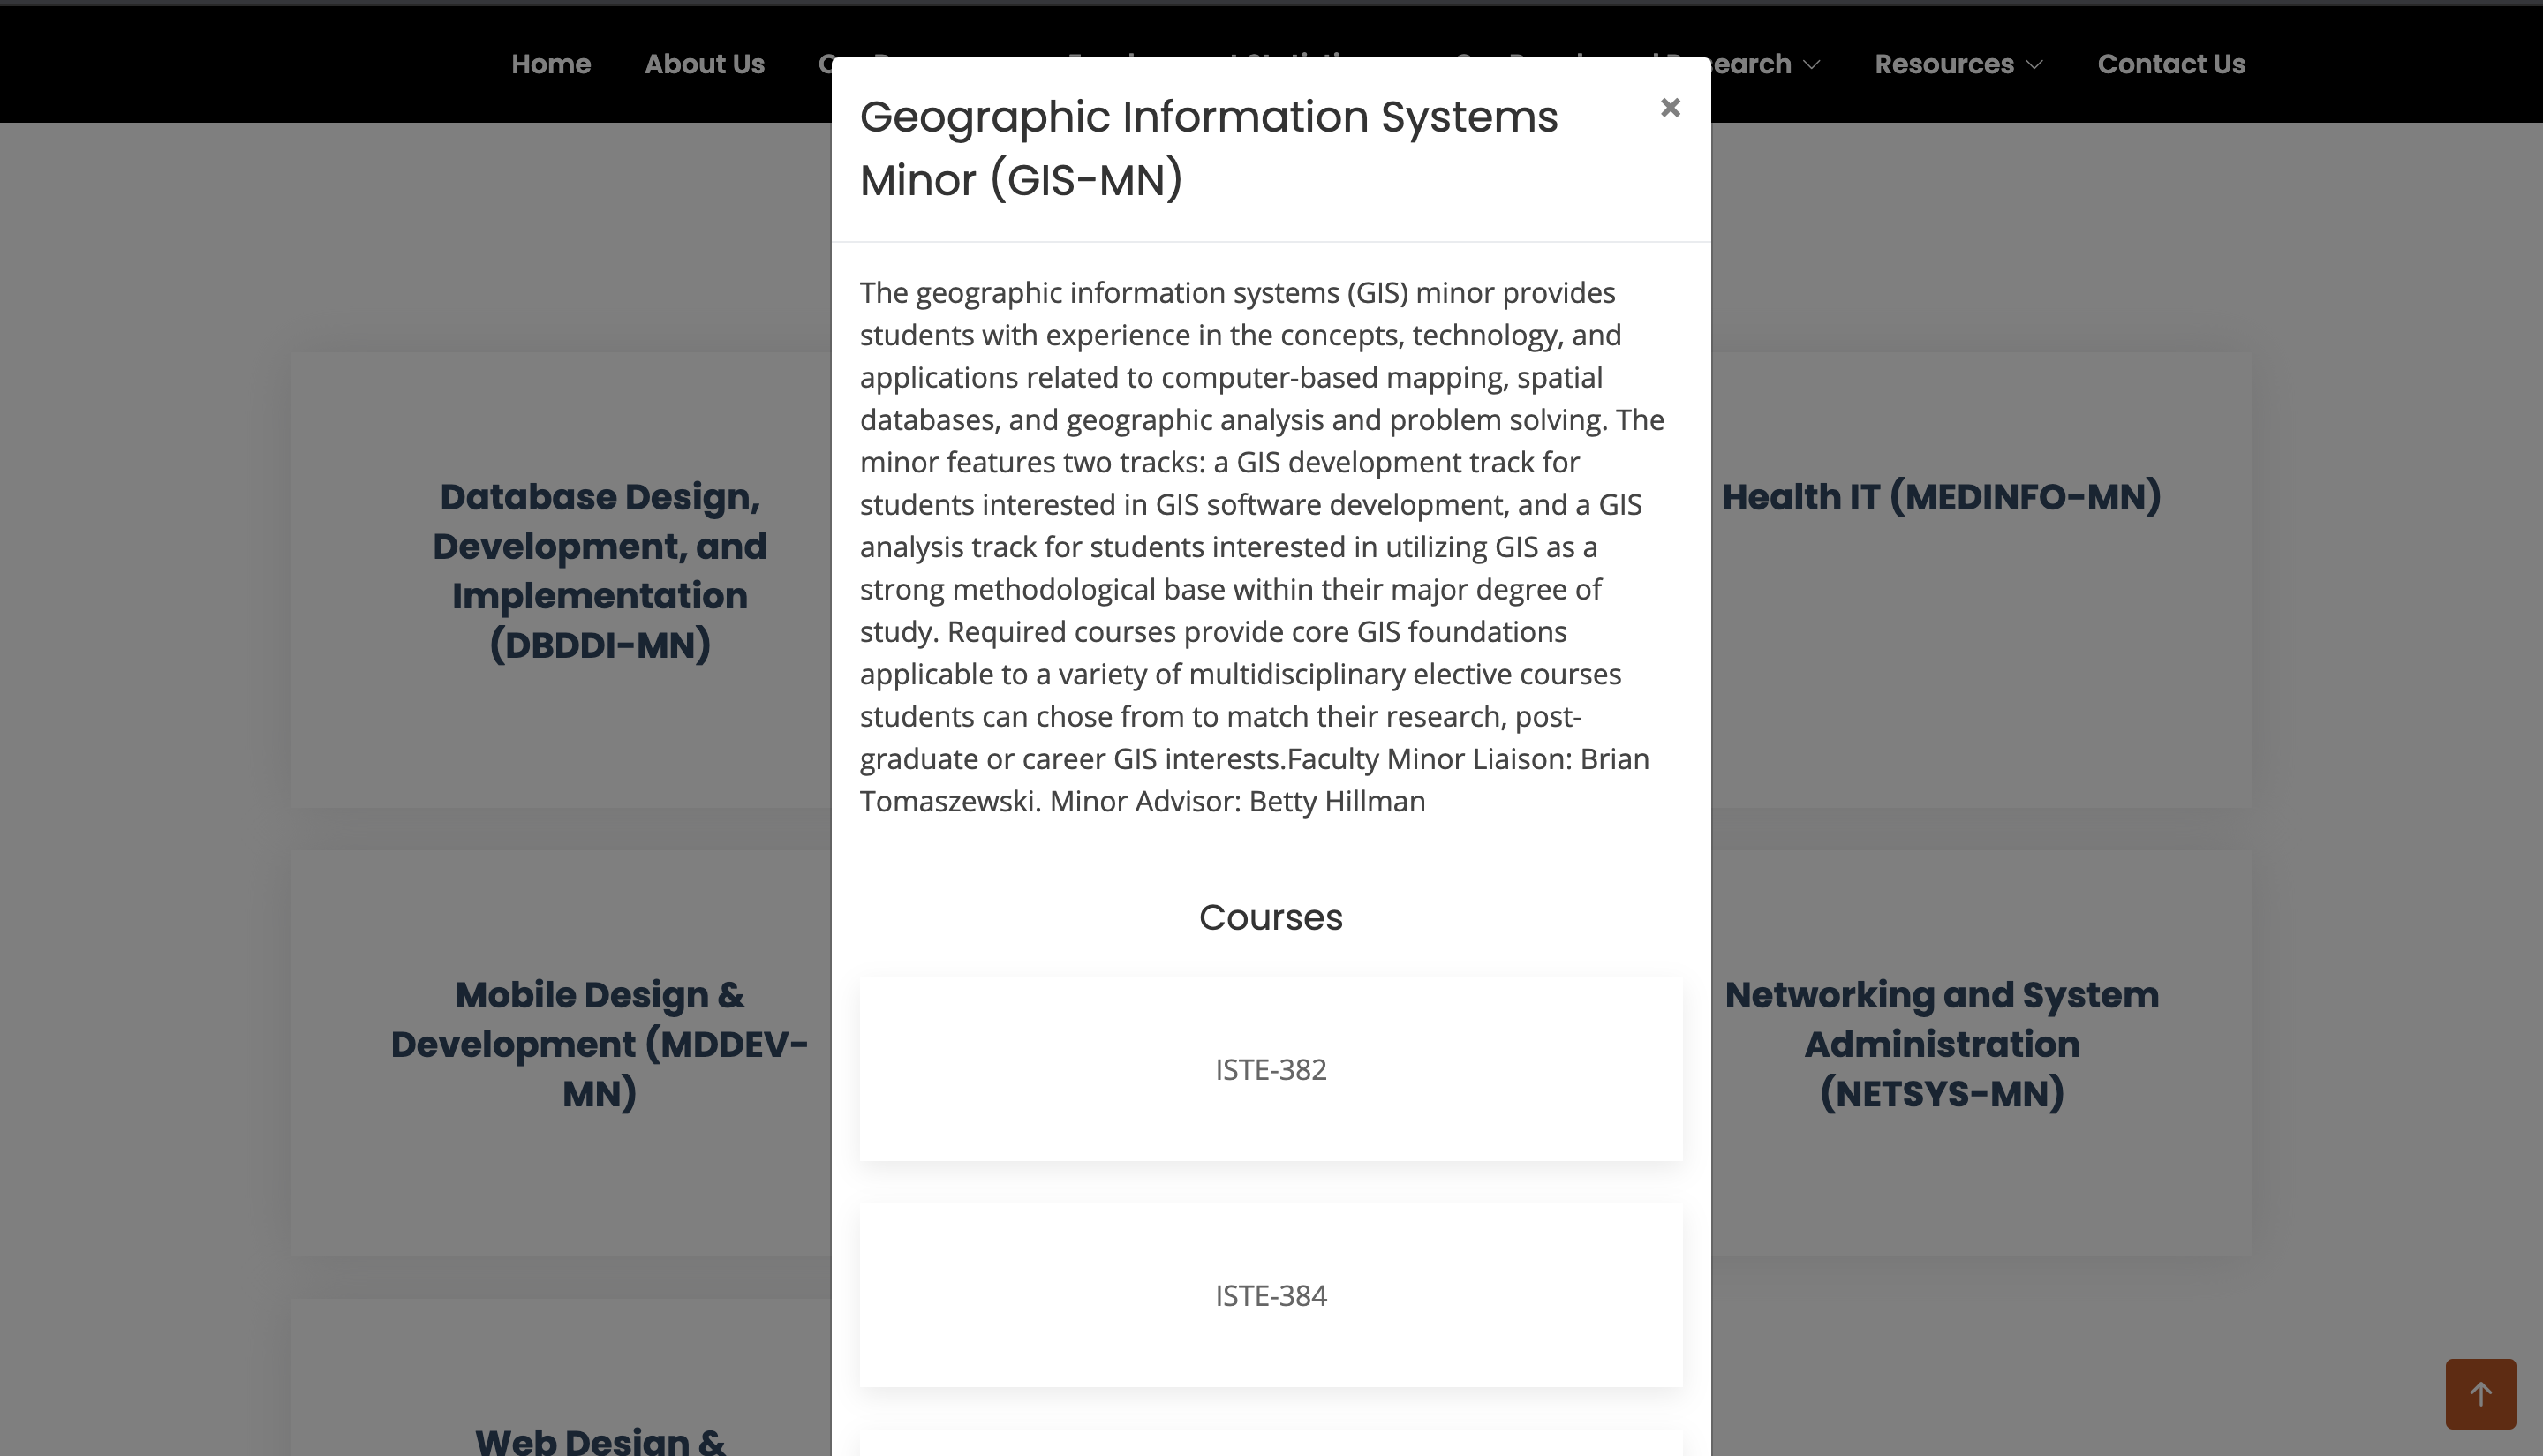 Home About Us Resources Contact Us
Geographic Information Systems
Minor (GIS-MN)
×
The geographic information systems (GIS) minor provides
students with experience in the concepts, technology, and
applications related to computer-based mapping, spatial
databases, and geographic analysis and problem solving. The
minor features two tracks: a GIS development track for
students interested in GIS software development, and a GIS
analysis track for students interested in utilizing GIS as a
strong methodological base within their major degree of
study. Required courses provide core GIS foundations
applicable to a variety of multidisciplinary elective courses
students can chose from to match their research, post-
graduate or career GIS interests.Faculty Minor Liaison: Brian
Tomaszewski. Minor Advisor: Betty Hillman
Courses
ISTE-382
ISTE-384
Database Design,
Development, and
Implementation
(DBDDI-MN)
Health IT (MEDINFO-MN)
Mobile Design &
Development (MDDEV-
MN)
Networking and System
Administration
(NETSYS-MN)
Web Design &